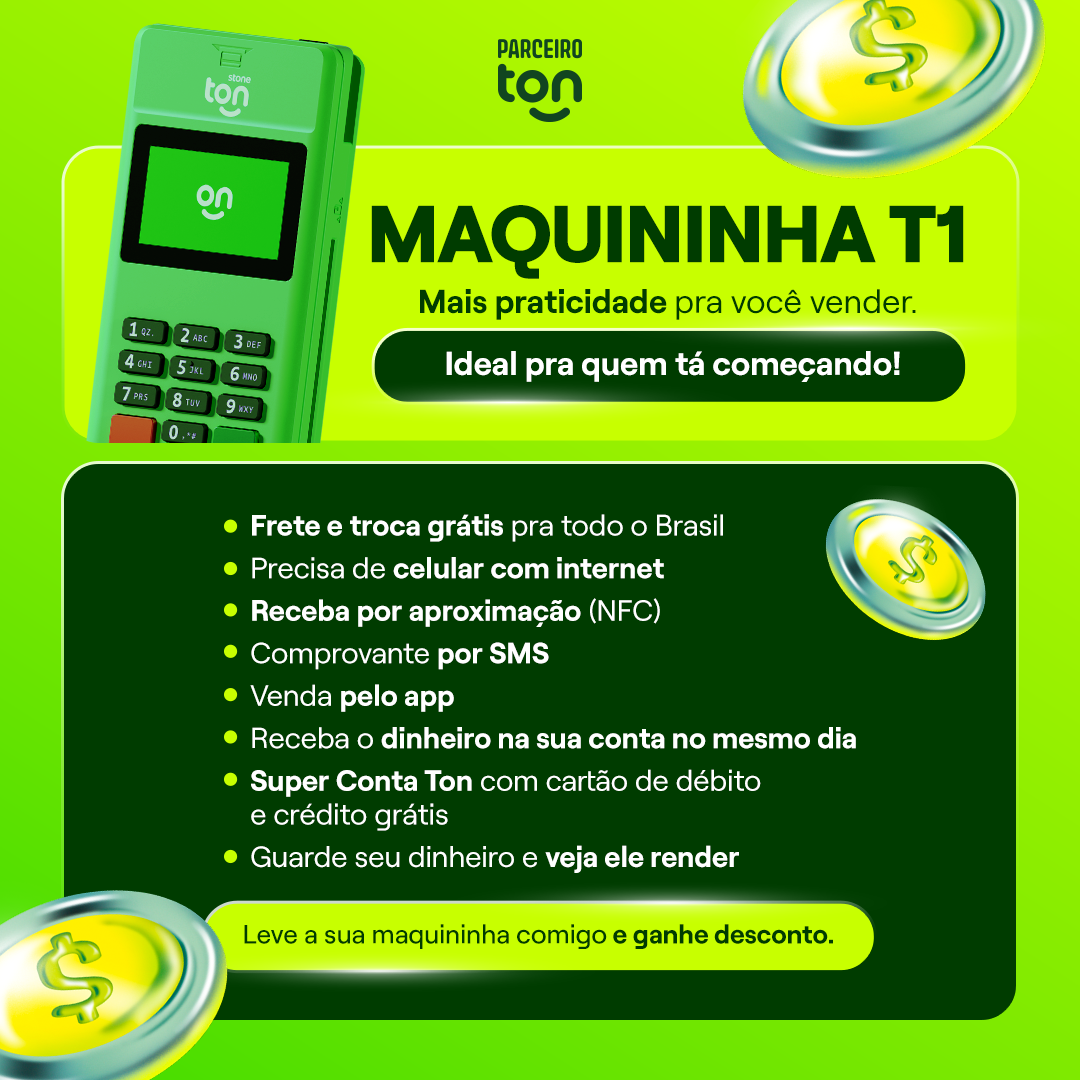 PARCEIRO
ton
stone
ton
on
MAQUININHA T1
Mais praticidade pra você vender.
Ideal pra quem tá começando!
1 QZ. 2 ABC 3 DEF
4 GHI 5 JKL 6 MNO
7 PRS 8 TUV 9 WXY
0 ,*#
Frete e troca grátis pra todo o Brasil
Precisa de celular com internet
Receba por aproximação (NFC)
Comprovante por SMS
Venda pelo app
Receba o dinheiro na sua conta no mesmo dia
Super Conta Ton com cartão de débito
e crédito grátis
Guarde seu dinheiro e veja ele render
Leve a sua maquininha comigo e ganhe desconto.
$
$
$